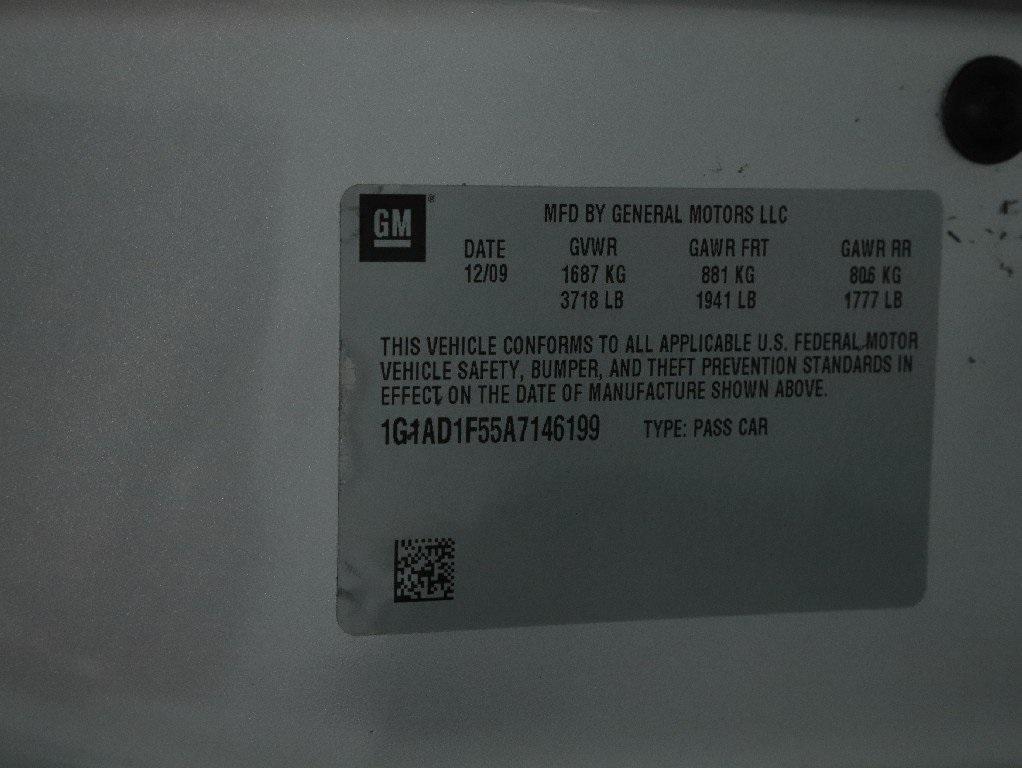 GM®
MFD BY GENERAL MOTORS LLC
DATE GVWR GAWR FRT GAWR RR
12/09 1687 KG 881 KG 806 KG
3718 LB 1941 LB 1777 LB
THIS VEHICLE CONFORMS TO ALL APPLICABLE U.S. FEDERAL MOTOR
VEHICLE SAFETY, BUMPER, AND THEFT PREVENTION STANDARDS IN
EFFECT ON THE DATE OF MANUFACTURE SHOWN ABOVE.
1G1AD1F55A7146199 TYPE: PASS CAR